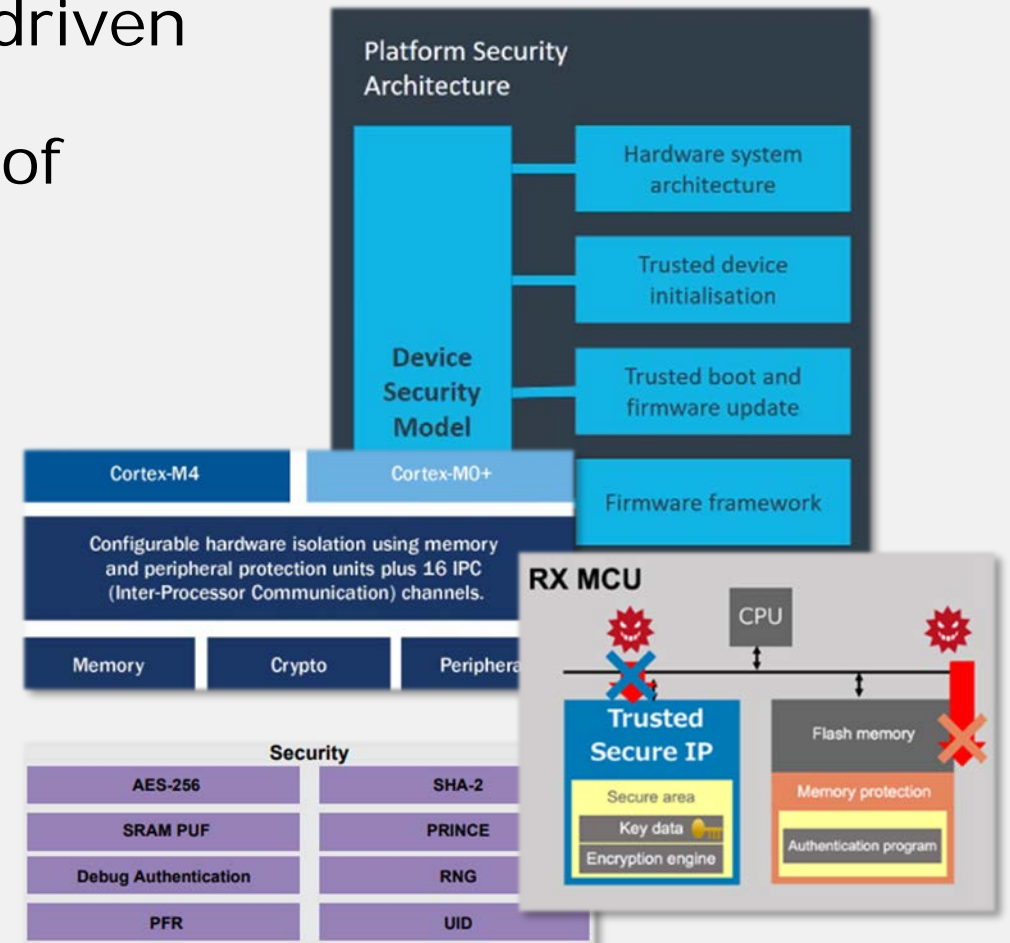 driven
of
Platform Security
Architecture
Device
Security
Model
Hardware system
architecture
Trusted device
initialisation
Trusted boot and
firmware update
Firmware framework
Cortex-M4
Cortex-M0+
Configurable hardware isolation using memory
and peripheral protection units plus 16 IPC
(Inter-Processor Communication) channels.
Memory
Crypto
Periphera
RX MCU
CPU
Trusted
Secure IP
Secure area
Key data
Encryption engine
Flash memory
Memory protection
Authentication program
Security
AES-256
SHA-2
SRAM PUF
PRINCE
Debug Authentication
RNG
PFR
UID